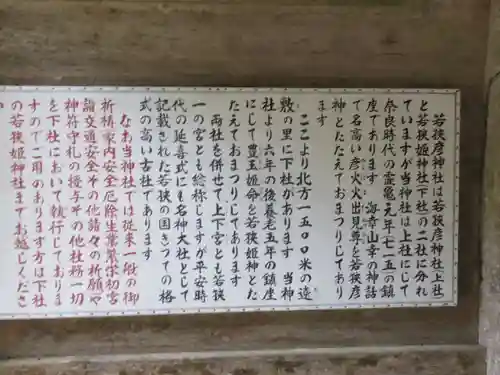 若狭彦神社は若狭彦神社(上社)
と若狭姫神社(下社)の二社に分れ
ていますが当神社は上社にして
奈良時代の霊亀元年(七一五)の鎮
座であります 海幸山幸の神話
で名高い彦火火出見尊を若狭彦
神とたたえておまつりしてあり
ます
ここより北方一五〇〇米の遠
敷の里に下社があります 当神
社より六年の後養老五年の鎮座
にして豊玉姫命を若狭姫神とた
たえておまつりしてあります
両社を併せて上下宮とも若狭
一の宮とも総称しますが平安時
代の延喜式にも名神大社として
記載された若狭の国きっての格
式の高い古社であります
なお当神社では従来一般の御
祈祷家内安全厄除生業繁栄初宮
詣交通安全その他諸々の祈願や
神符守札の授与その他社務一切
を下社において執行しておりま
すのでご用のあります方は下社
の若狭姫神社までお越しくださ